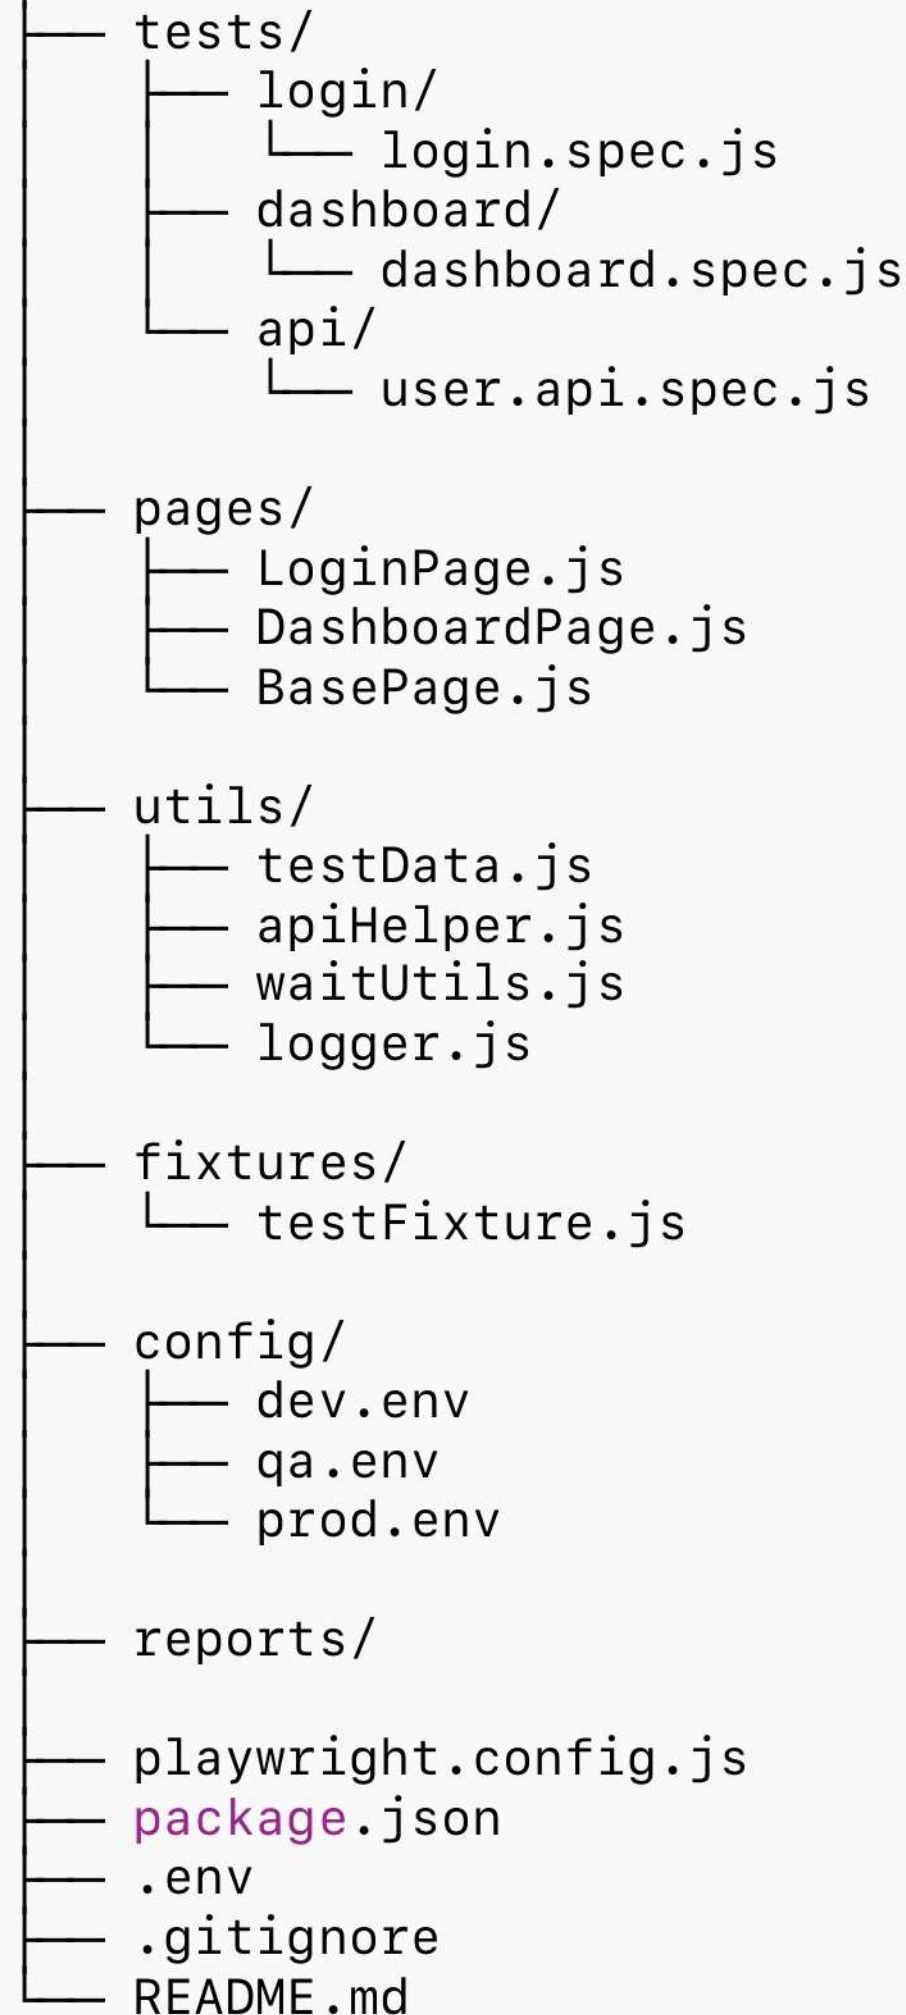 ├── tests/
│   ├── login/
│   │   └── login.spec.js
│   ├── dashboard/
│   │   └── dashboard.spec.js
│   └── api/
│       └── user.api.spec.js
│
├── pages/
│   ├── LoginPage.js
│   ├── DashboardPage.js
│   └── BasePage.js
│
├── utils/
│   ├── testData.js
│   ├── apiHelper.js
│   ├── waitUtils.js
│   └── logger.js
│
├── fixtures/
│   └── testFixture.js
│
├── config/
│   ├── dev.env
│   ├── qa.env
│   └── prod.env
│
├── reports/
│
├── playwright.config.js
├── package.json
├── .env
├── .gitignore
└── README.md